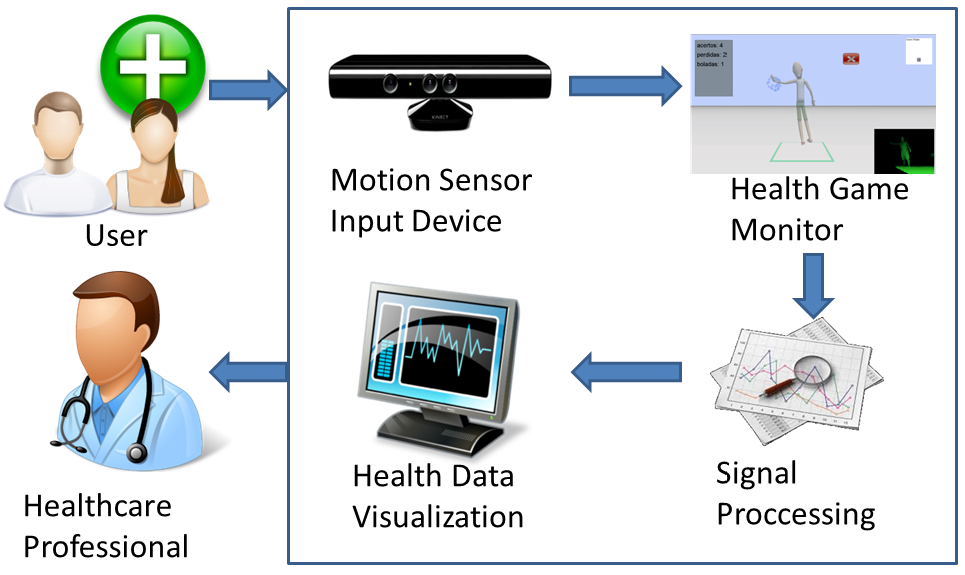 User
KINECT
Motion Sensor
Input Device
acertos: 4
perdidas: 2
boladas: 1
X
Health Game
Monitor
Signal
Proccessing
Health Data
Visualization
Healthcare
Professional